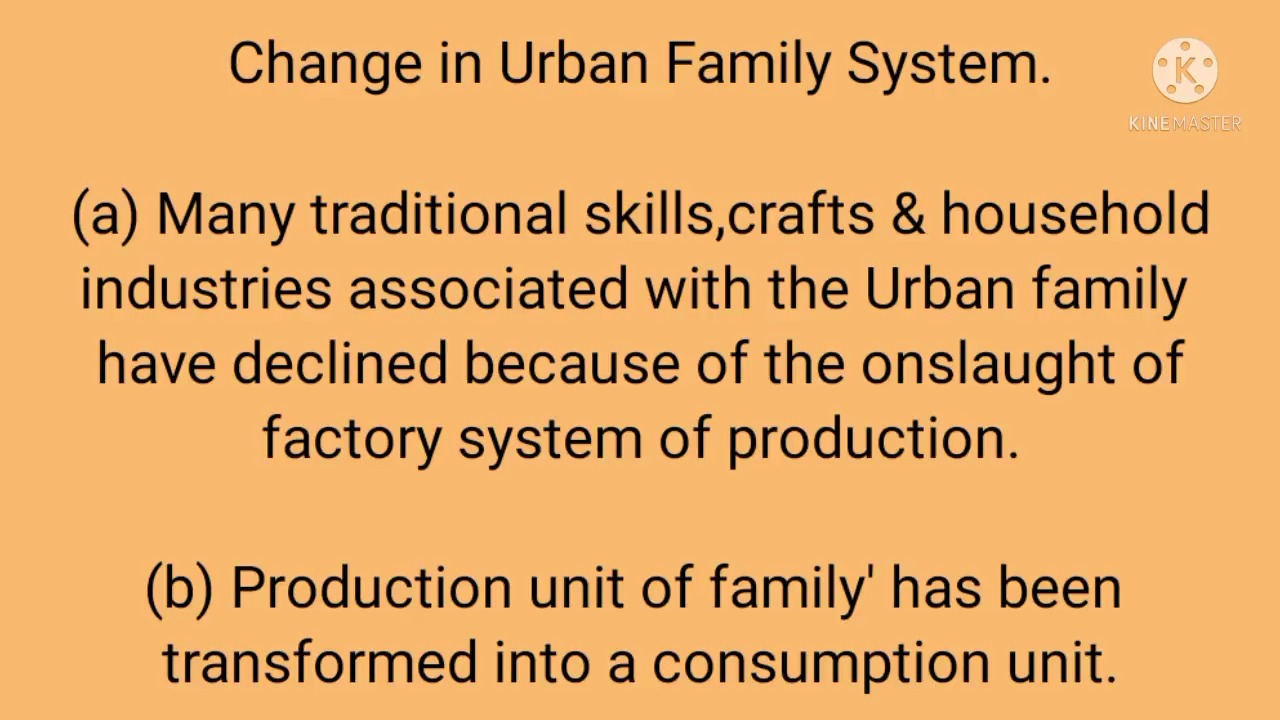 Change in Urban Family System.
K
KINEMASTER
(a) Many traditional skills,crafts & household
industries associated with the Urban family
have declined because of the onslaught of
factory system of production.
(b) Production unit of family' has been
transformed into a consumption unit.